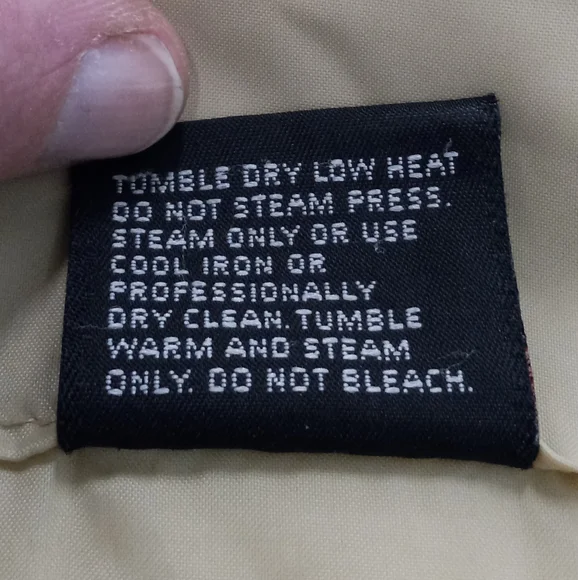 TUMBLE DRY LOW HEAT
DO NOT STEAM PRESS.
STEAM ONLY OR USE
COOL IRON OR
PROFESSIONALLY
DRY CLEAN. TUMBLE
WARM AND STEAM
ONLY. DO NOT BLEACH.